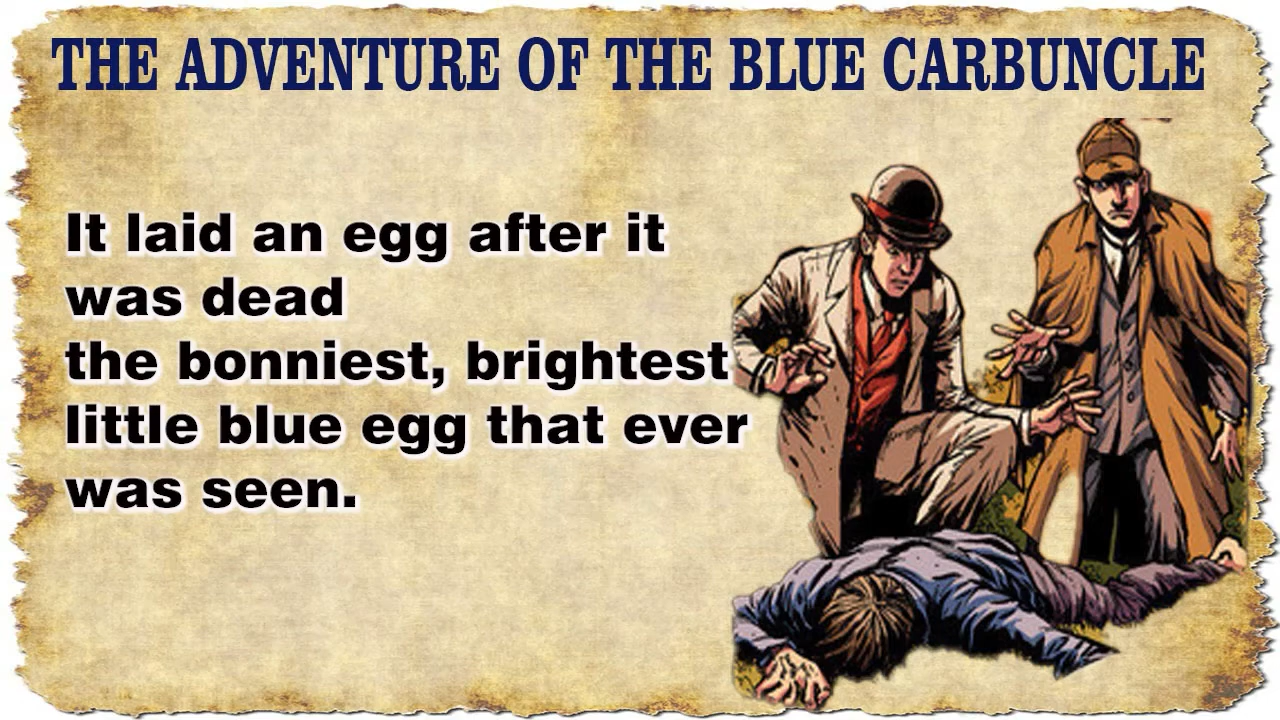 THE ADVENTURE OF THE BLUE CARBUNCLE
It laid an egg after it
was dead
the bonniest, brightest
little blue egg that ever
was seen.